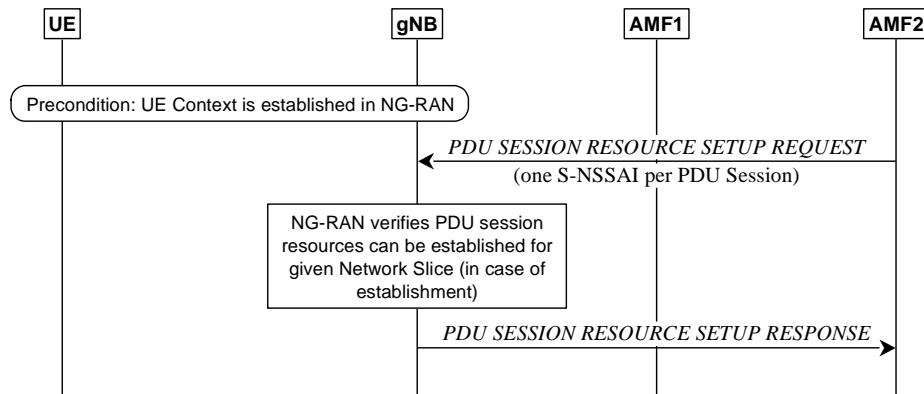 UE
gNB
AMF1
AMF2
Precondition: UE Context is established in NG-RAN
PDU SESSION RESOURCE SETUP REQUEST
(one S-NSSAI per PDU Session)
NG-RAN verifies PDU session
resources can be established for
given Network Slice (in case of
establishment)
PDU SESSION RESOURCE SETUP RESPONSE